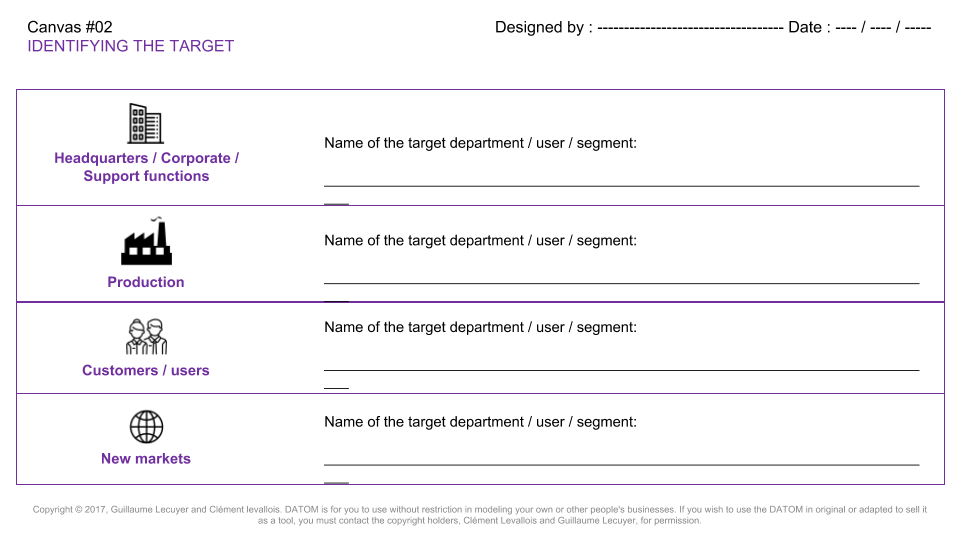 Canvas #02
IDENTIFYING THE TARGET
Designed by : ----------------------------------- Date : ---- / ---- / -----
Headquarters / Corporate /
Support functions
Name of the target department / user / segment:
Production
Name of the target department / user / segment:
Customers / users
Name of the target department / user / segment:
New markets
Name of the target department / user / segment:
Copyright © 2017, Guillaume Lecuyer and Clément levallois. DATOM is for you to use without restriction in modeling your own or other people's businesses. If you wish to use the DATOM in original or adapted to sell it
as a tool, you must contact the copyright holders, Clément Levallois and Guillaume Lecuyer, for permission.